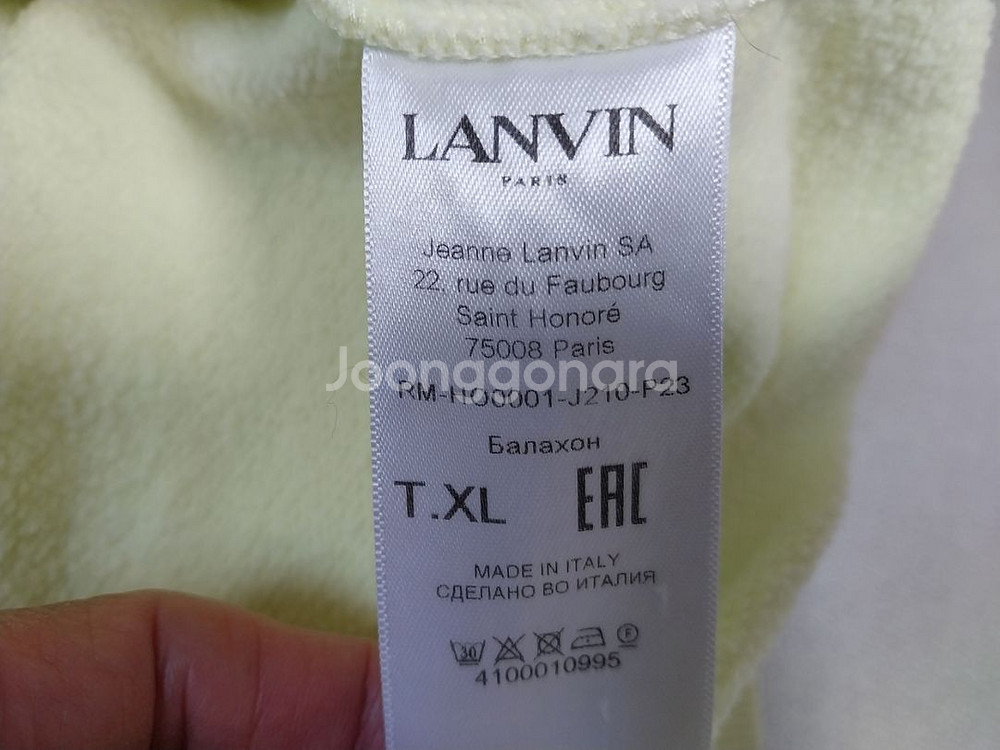 LANVIN
PARIS
Jeanne Lanvin SA
22, rue du Faubourg
Saint Honoré
75008 Paris
Joonggonara
RM-HO0001-J210-P23
Балахон
T.XL EAC
MADE IN ITALY
СДЕЛАНО ВО ИТАЛИЯ
30 F
4100010995